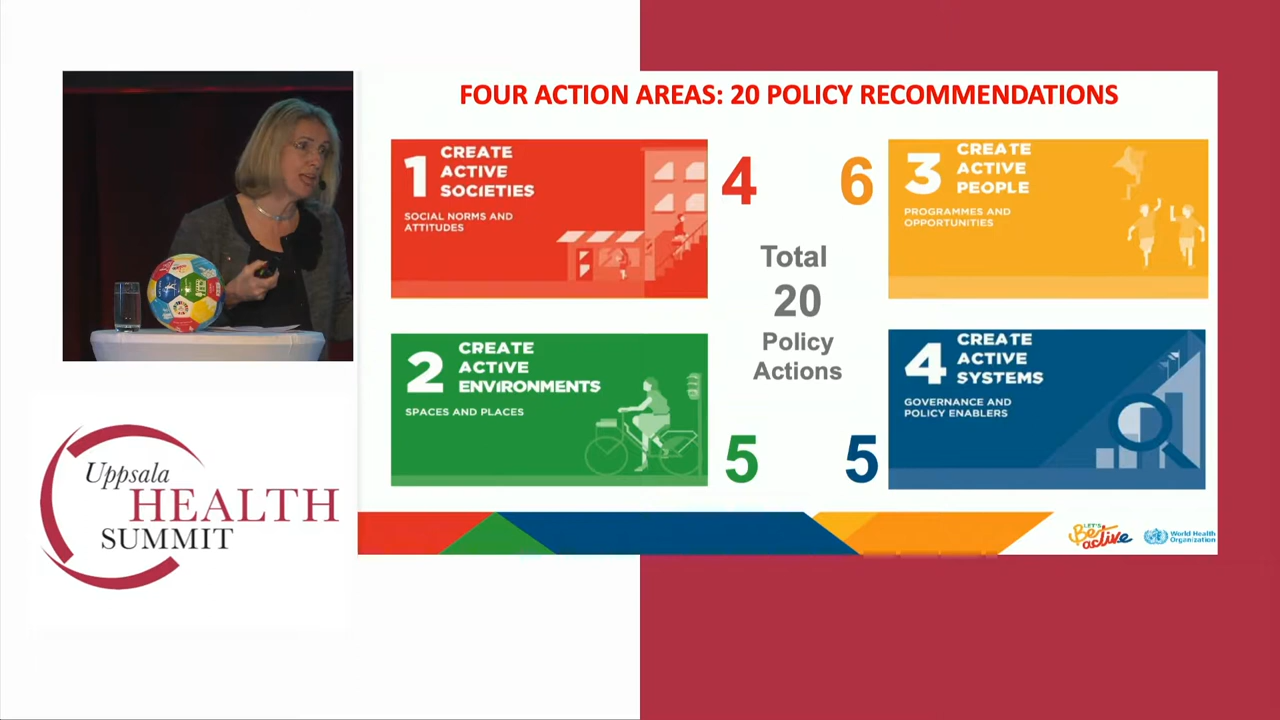 FOUR ACTION AREAS: 20 POLICY RECOMMENDATIONS
1
CREATE
ACTIVE
SOCIETIES
SOCIAL NORMS AND
ATTITUDES
4
6
3
CREATE
ACTIVE
PEOPLE
PROGRAMMES AND
OPPORTUNITIES
Total
20
Policy
Actions
2
CREATE
ACTIVE
ENVIRONMENTS
SPACES AND PLACES
5
5
4
CREATE
ACTIVE
SYSTEMS
GOVERNANCE AND
POLICY ENABLERS
LET'S
Be
active
World Health
Organization
Uppsala
HEALTH
SUMMIT